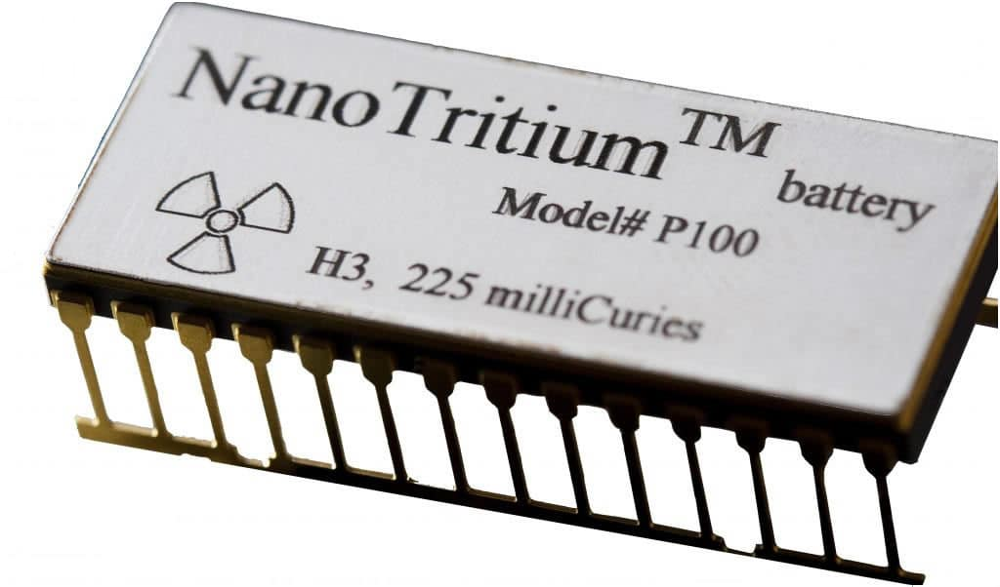 NanoTritium™ battery
Model# P100
H3, 225 milliCuries